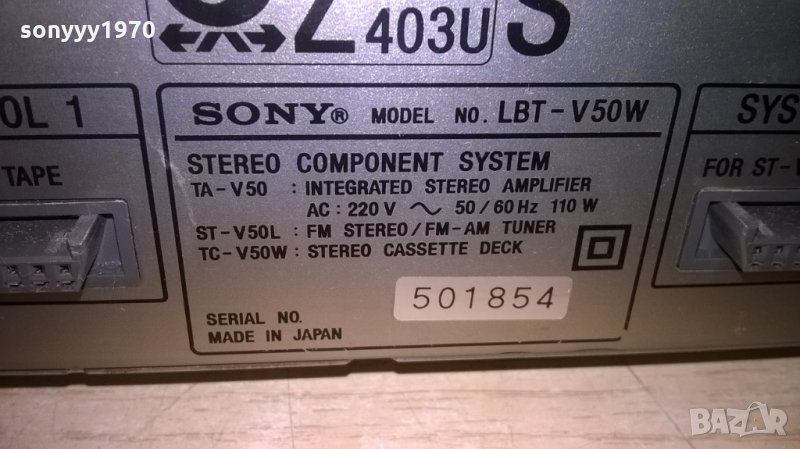 sonyyy1970
Z 403U S
OL 1
TAPE
SONY® MODEL NO. LBT-V50W
STEREO COMPONENT SYSTEM
TA-V50 : INTEGRATED STEREO AMPLIFIER
AC : 220 V ～ 50/60 Hz 110 W
ST-V50L : FM STEREO/FM-AM TUNER
TC-V50W : STEREO CASSETTE DECK
501854
SERIAL NO.
MADE IN JAPAN
SYS
FOR ST-V
BAZAR